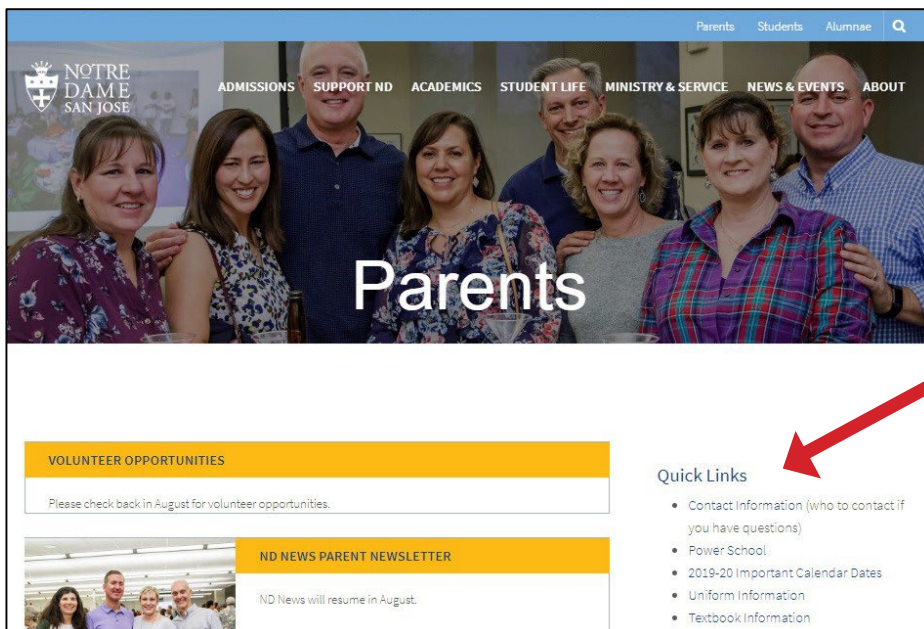 Parents Students Alumnae
NOTRE
DAME
SAN JOSE
ADMISSIONS SUPPORT ND ACADEMICS STUDENT LIFE MINISTRY & SERVICE NEWS & EVENTS ABOUT
Parents
VOLUNTEER OPPORTUNITIES
Please check back in August for volunteer opportunities.
ND NEWS PARENT NEWSLETTER
ND News will resume in August.
Quick Links
• Contact Information (who to contact if
you have questions)
• Power School
• 2019-20 Important Calendar Dates
• Uniform Information
• Textbook Information